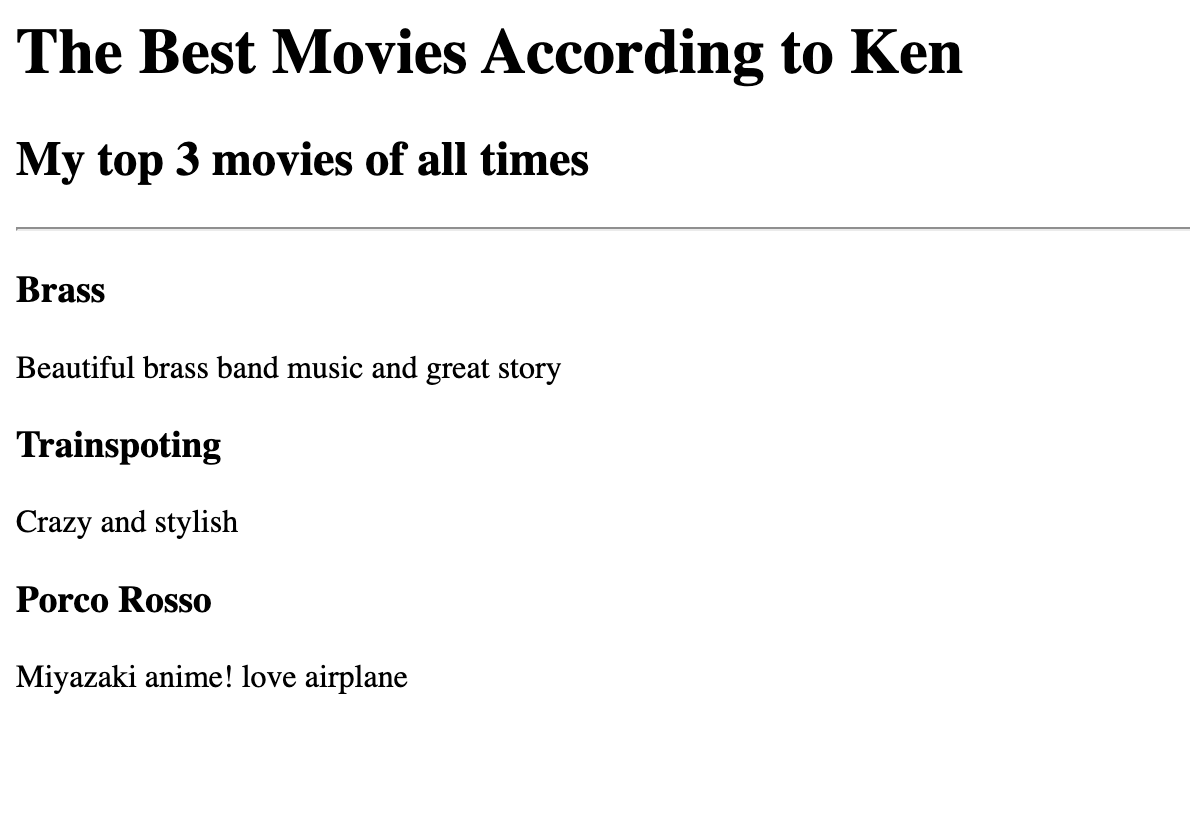 The Best Movies According to Ken
My top 3 movies of all times
Brass
Beautiful brass band music and great story
Trainspoting
Crazy and stylish
Porco Rosso
Miyazaki anime! love airplane